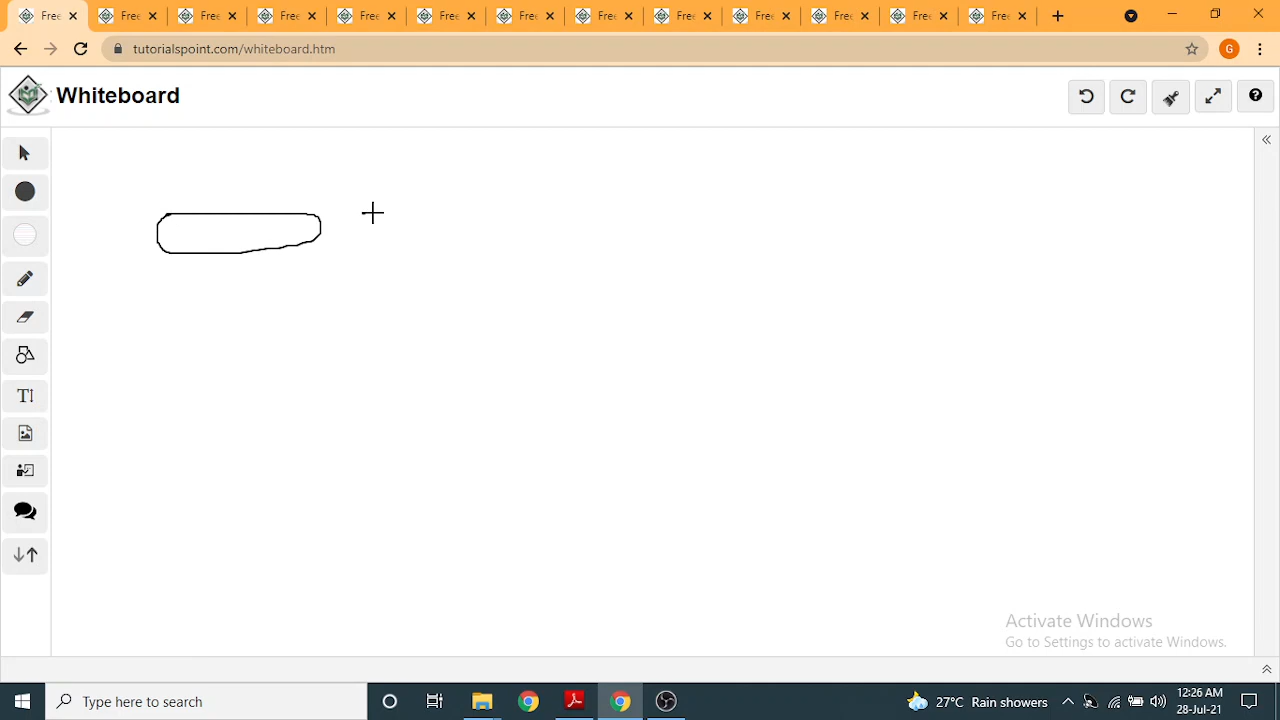 Free Free Free Free Free Free Free Free Free Free Free Free Free
tutorialspoint.com/whiteboard.htm
G
Whiteboard
T
Activate Windows
Go to Settings to activate Windows.
Type here to search
27°C Rain showers
12:26 AM
28-Jul-21